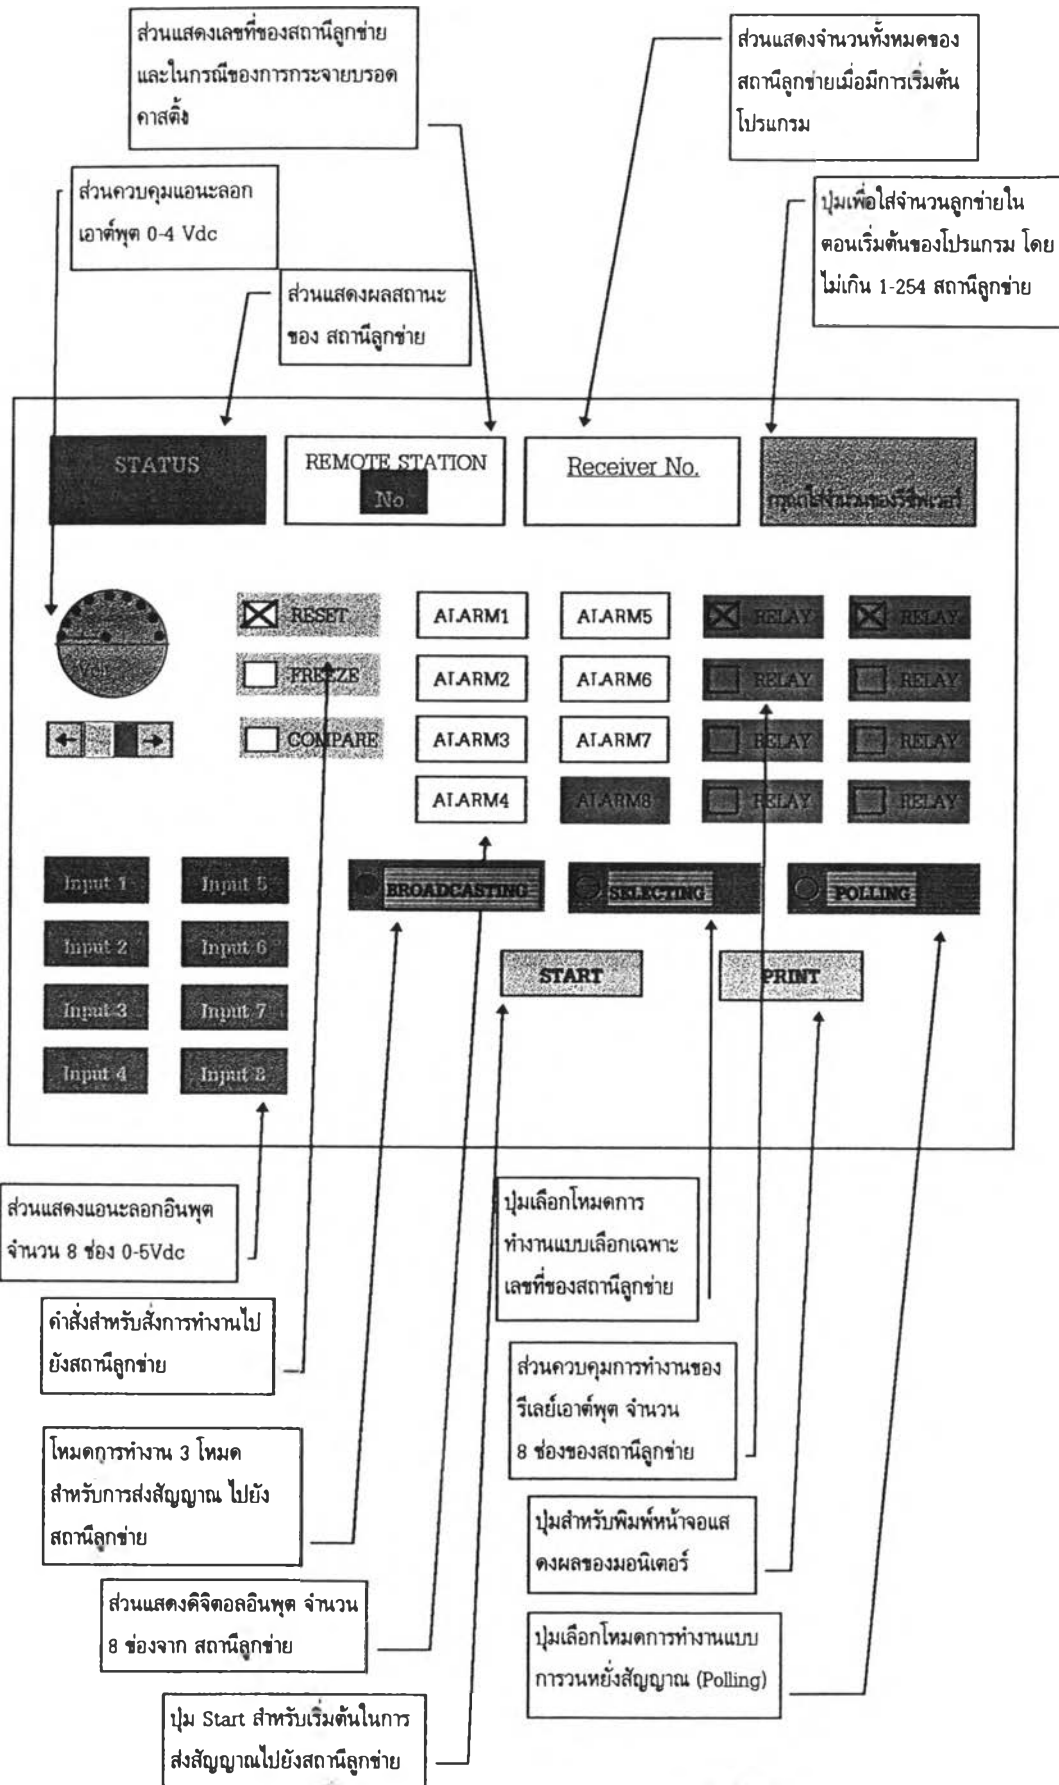 ส่วนแสดงเลขที่ของสถานีลูกข่าย
และในกรณีของการกระจายบรอด
คาสติ้ง
ส่วนแสดงจำนวนทั้งหมดของ
สถานีลูกข่ายเมื่อมีการเริ่มต้น
โปรแกรม
ส่วนควบคุมแอนะลอก
เอาต์พุต 0-4 Vdc
ปุ่มเพื่อใส่จำนวนลูกข่ายใน
ตอนเริ่มต้นของโปรแกรม โดย
ไม่เกิน 1-254 สถานีลูกข่าย
ส่วนแสดงผลสถานะ
ของ สถานีลูกข่าย
STATUS
REMOTE STATION
No.
Receiver No.
กรุณาใส่จำนวนของรีซีฟเวอร์
Volt
RESET
FREEZE
COMPARE
ALARM1
ALARM2
ALARM3
ALARM4
ALARM5
ALARM6
ALARM7
ALARM8
RELAY
RELAY
RELAY
RELAY
RELAY
RELAY
RELAY
RELAY
Input 1
Input 2
Input 3
Input 4
Input 5
Input 6
Input 7
Input 8
BROADCASTING
SELECTING
POLLING
START
PRINT
ส่วนแสดงแอนะลอกอินพุต
จำนวน 8 ช่อง 0-5Vdc
ปุ่มเลือกโหมดการ
ทำงานแบบเลือกเฉพาะ
เลขที่ของสถานีลูกข่าย
คำสั่งสำหรับสั่งการทำงานไป
ยังสถานีลูกข่าย
ส่วนควบคุมการทำงานของ
รีเลย์เอาต์พุต จำนวน
8 ช่องของสถานีลูกข่าย
โหมดการทำงาน 3 โหมด
สำหรับการส่งสัญญาณ ไปยัง
สถานีลูกข่าย
ปุ่มสำหรับพิมพ์หน้าจอแส
ดงผลของมอนิเตอร์
ส่วนแสดงดิจิตอลอินพุต จำนวน
8 ช่องจาก สถานีลูกข่าย
ปุ่มเลือกโหมดการทำงานแบบ
การวนหยั่งสัญญาณ (Polling)
ปุ่ม Start สำหรับเริ่มต้นในการ
ส่งสัญญาณไปยังสถานีลูกข่าย